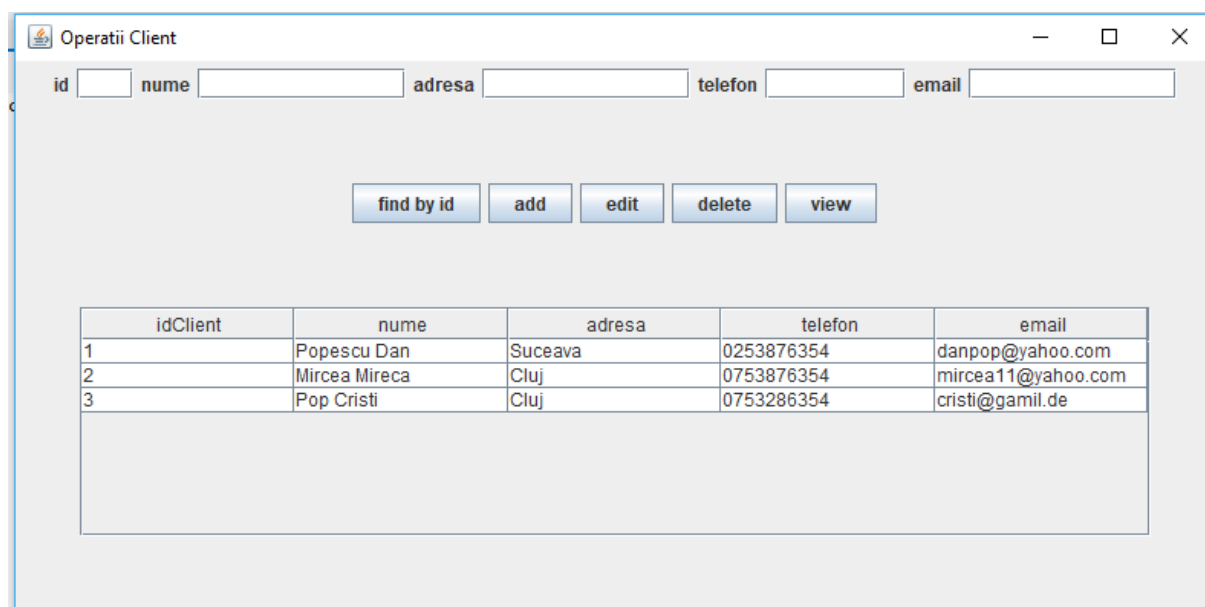 Operatii Client
id nume adresa telefon email
find by id add edit delete view
idClient nume adresa telefon email
1 Popescu Dan Suceava 0253876354 danpop@yahoo.com
2 Mircea Mireca Cluj 0753876354 mircea11@yahoo.com
3 Pop Cristi Cluj 0753286354 cristi@gamil.de